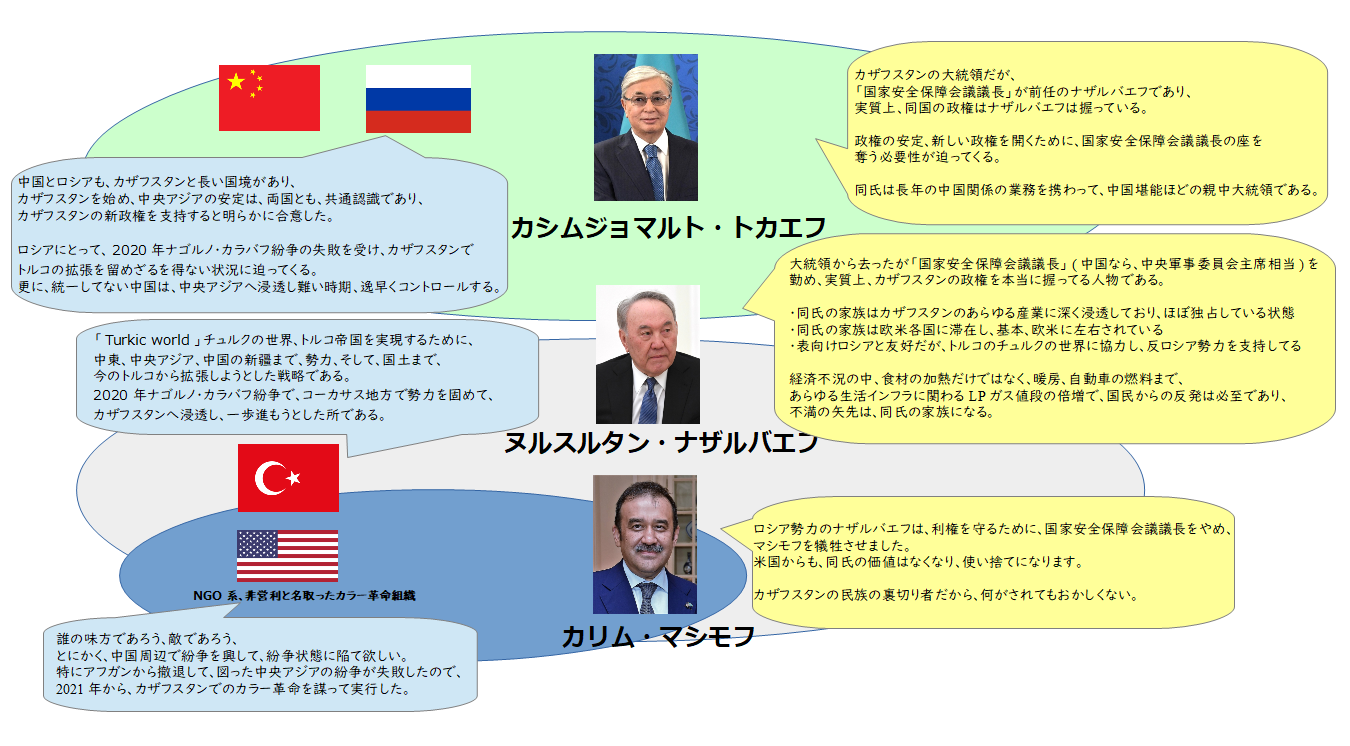 カザフスタンの大統領だが、
「国家安全保障会議議長」が前任のナザルバエフであり、
実質上、同国の政権はナザルバエフは握っている。
政権の安定、新しい政権を開くために、国家安全保障会議議長の座を
奪う必要性が迫ってくる。
同氏は長年の中国関係の業務を携わって、中国堪能ほどの親中大統領である。
カシムジョマルト・トカエフ
中国とロシアも、カザフスタンと長い国境があり、
カザフスタンを始め、中央アジアの安定は、両国とも、共通認識であり、
カザフスタンの新政権を支持すると明らかに合意した。
ロシアにとって、2020年ナゴルノ・カラバフ紛争の失敗を受け、カザフスタンで
トルコの拡張を留めざるを得ない状況に迫ってくる。
更に、統一してない中国は、中央アジアへ浸透し難い時期、逸早くコントロールする。
大統領から去ったが「国家安全保障会議議長」(中国なら、中央軍事委員会主席相当)を
勤め、実質上、カザフスタンの政権を本当に握ってる人物である。
・同氏の家族はカザフスタンのあらゆる産業に深く浸透しており、ほぼ独占している状態
・同氏の家族は欧米各国に滞在し、基本、欧米に左右されている
・表向けロシアと友好だが、トルコのチュルクの世界に協力し、反ロシア勢力を支持してる
経済不況の中、食材の加熱だけではなく、暖房、自動車の燃料まで、
あらゆる生活インフラに関わるLPガス値段の倍増で、国民からの反発は必至であり、
不満の矢先は、同氏の家族になる。
ヌルスルタン・ナザルバエフ
「Turkic world」チュルクの世界、トルコ帝国を実現するために、
中東、中央アジア、中国の新疆まで、勢力、そして、国土まで、
今のトルコから拡張しようとした戦略である。
2020年ナゴルノ・カラバフ紛争で、コーカサス地方で勢力を固めて、
カザフスタンへ浸透し、一歩進もうとした所である。
ロシア勢力のナザルバエフは、利権を守るために、国家安全保障会議議長をやめ、
マシモフを犠牲させました。
米国からも、同氏の価値はなくなり、使い捨てになります。
カザフスタンの民族の裏切り者だから、何がされてもおかしくない。
カリム・マシモフ
NGO系、非営利と名取ったカラー革命組織
誰の味方であろう、敵であろう、
とにかく、中国周辺で紛争を興して、紛争状態に陥て欲しい。
特にアフガンから撤退して、図った中央アジアの紛争が失敗したので、
2021年から、カザフスタンでのカラー革命を謀って実行した。